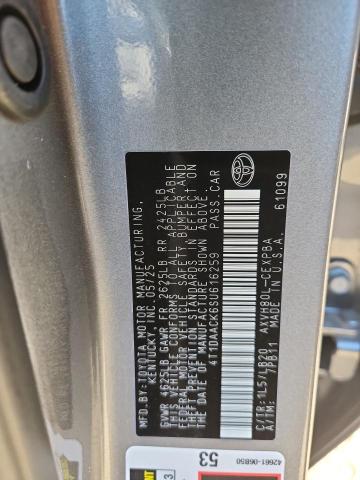 MFD.BY:TOYOTA MOTOR MANUFACTURING,
KENTUCKY, INC. 05/25
GVWR 4625LB GAWR FR 2625LB RR 2425LB
THIS VEHICLE CONFORMS TO ALL APPLICABLE
FEDERAL MOTOR VEHICLE SAFETY, BUMPER AND
THEFT PREVENTION STANDARDS IN EFFECT
ON THE DATE OF MANUFACTURE SHOWN ABOVE.
4T1DAACK6SU616259 PASS.CAR
C/TR:1L5/LB20 AXVH80L-CEXVBA
A/TM: /PB11 MADE IN U.S.A.
61099
42661-06B50
53